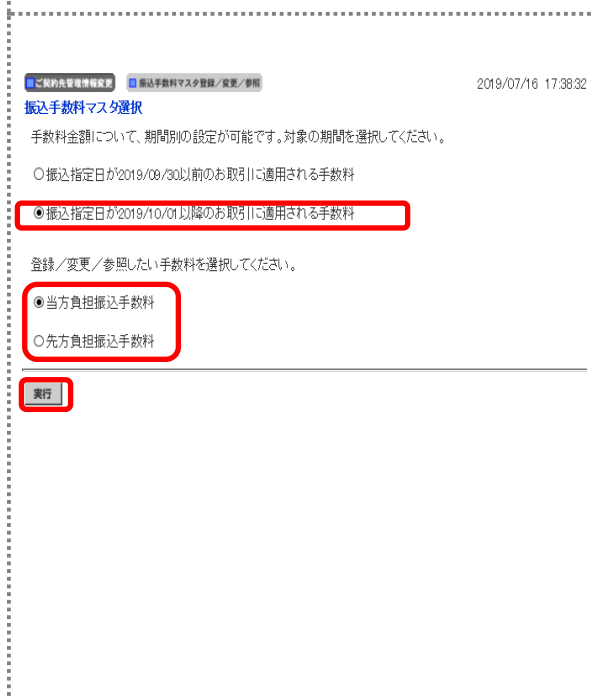 ご契約先管理情報変更 振込手数料マスタ登録／変更／参照 2019/07/16 17:38:32
振込手数料マスタ選択
手数料金額について、期間別の設定が可能です。対象の期間を選択してください。
○振込指定日が2019/09/30以前のお取引に適用される手数料
◉振込指定日が2019/10/01以降のお取引に適用される手数料
登録／変更／参照したい手数料を選択してください。
◉当方負担振込手数料
○先方負担振込手数料
実行